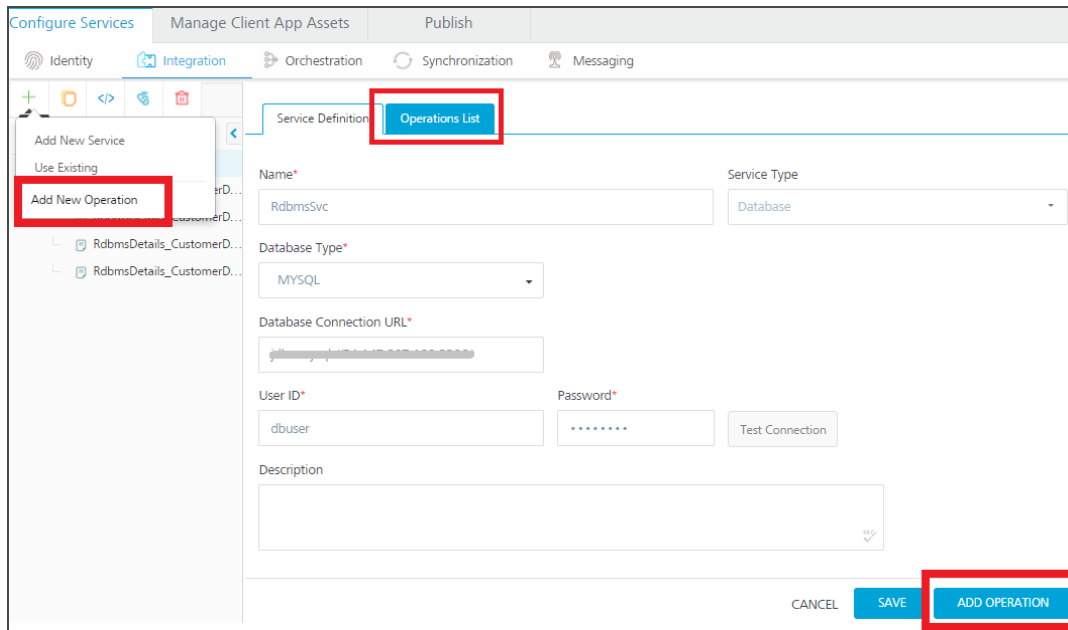 Configure Services Manage Client App Assets Publish
Identity Integration Orchestration Synchronization Messaging
</>
Add New Service
Use Existing
Add New Operation
RdbmsDetails_CustomerD...
RdbmsDetails_CustomerD...
Service Definition Operations List
Name* Service Type
RdbmsSvc Database
Database Type*
MYSQL
Database Connection URL*
User ID* Password*
dbuser •••••••• Test Connection
Description
CANCEL SAVE ADD OPERATION